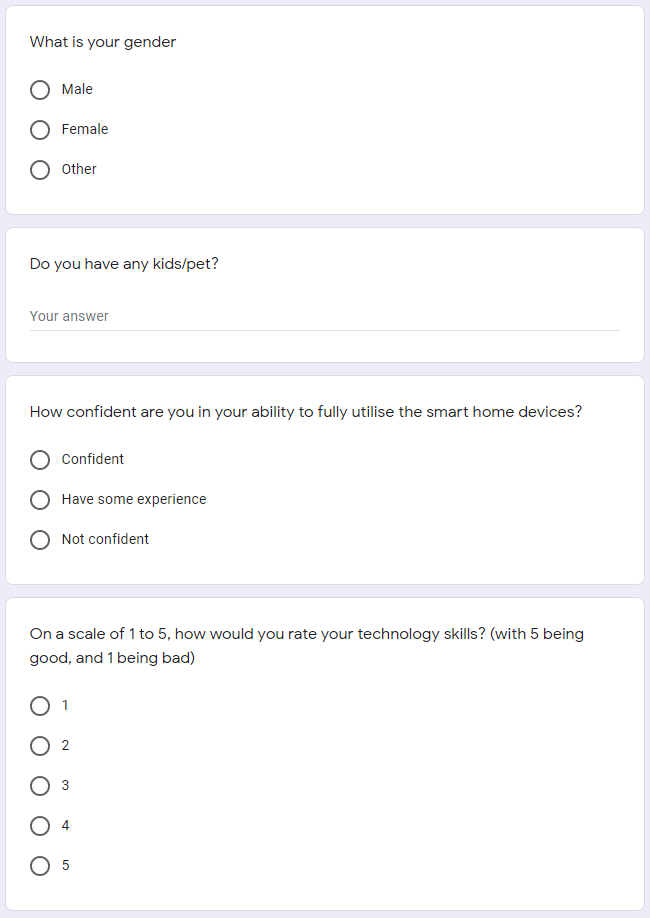 What is your gender
Male
Female
Other
Do you have any kids/pet?
Your answer
How confident are you in your ability to fully utilise the smart home devices?
Confident
Have some experience
Not confident
On a scale of 1 to 5, how would you rate your technology skills? (with 5 being
good, and 1 being bad)
1
2
3
4
5